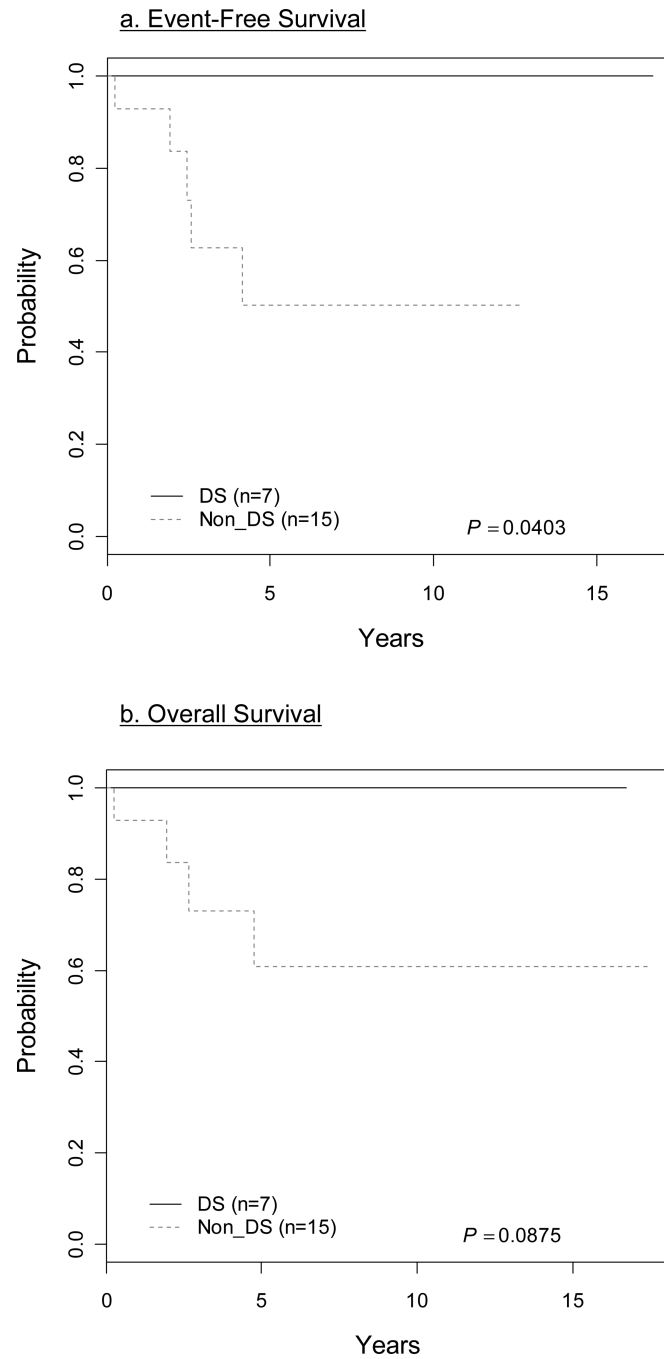 a. Event-Free Survival
1.0
0.8
0.6
0.4
0.2
0.0
Probability
DS (n=7)
Non_DS (n=15)
P = 0.0403
0 5 10 15
Years
b. Overall Survival
1.0
0.8
0.6
0.4
0.2
0.0
Probability
DS (n=7)
Non_DS (n=15)
P = 0.0875
0 5 10 15
Years